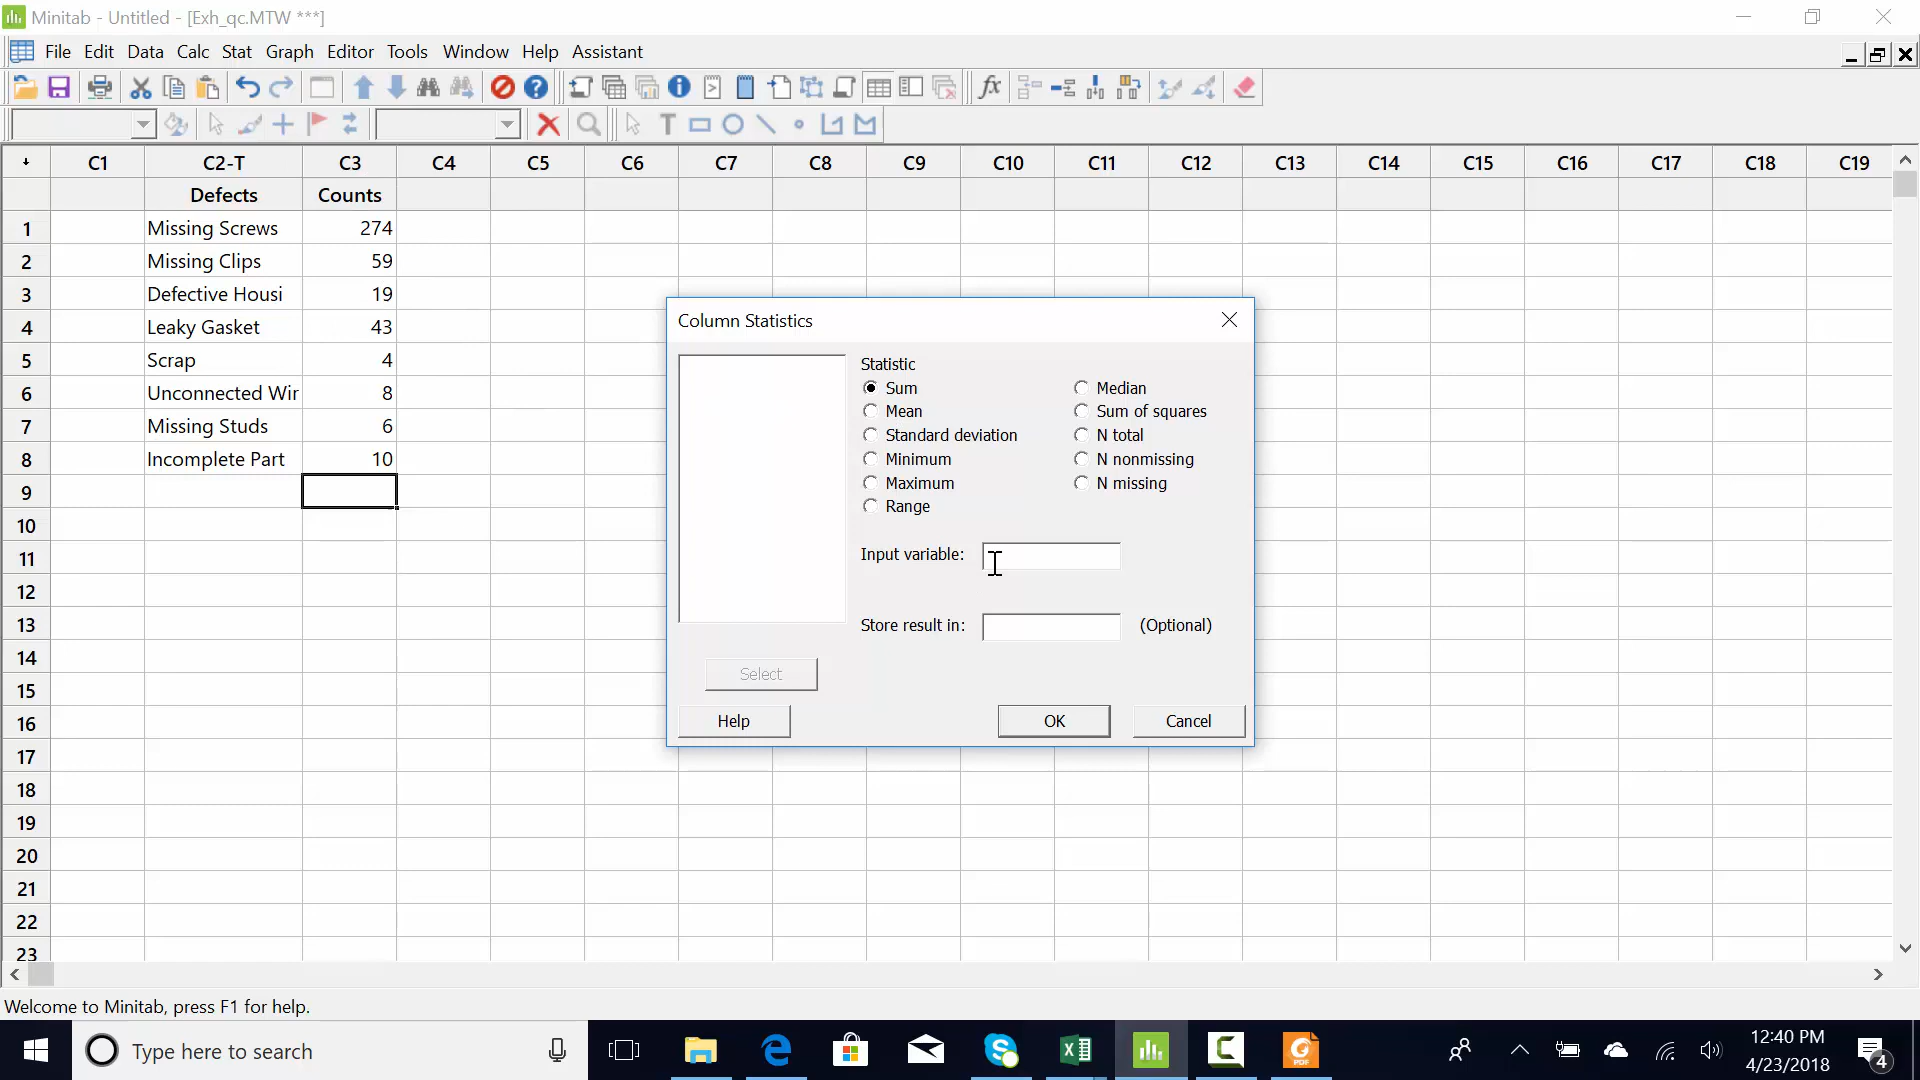 Minitab - Untitled - [Exh_qc.MTW ***]
File Edit Data Calc Stat Graph Editor Tools Window Help Assistant
C1 C2-T C3 C4 C5 C6 C7 C8 C9 C10 C11 C12 C13 C14 C15 C16 C17 C18 C19
Defects Counts
1 Missing Screws 274
2 Missing Clips 59
3 Defective Housi 19
4 Leaky Gasket 43
5 Scrap 4
6 Unconnected Wir 8
7 Missing Studs 6
8 Incomplete Part 10
9
10
11
12
13
14
15
16
17
18
19
20
21
22
23
Column Statistics
Statistic
Sum Median
Mean Sum of squares
Standard deviation N total
Minimum N nonmissing
Maximum N missing
Range
Input variable:
Store result in: (Optional)
Select
Help OK Cancel
Welcome to Minitab, press F1 for help.
Type here to search
12:40 PM
4/23/2018
4